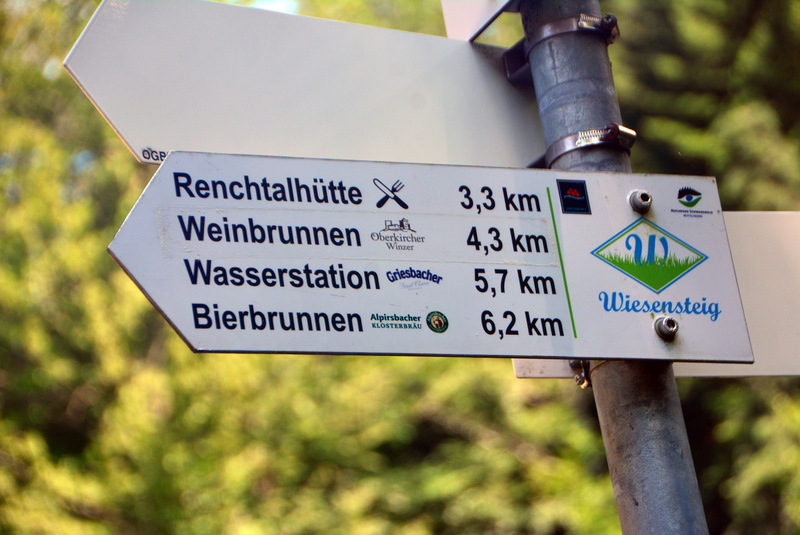 OGB
Renchtalhütte 3,3 km
Weinbrunnen Oberkircher Winzer 4,3 km
Wasserstation Griesbacher 5,7 km
Bierbrunnen Alpirsbacher KLOSTERBRÄU 6,2 km
W
Wiesensteig